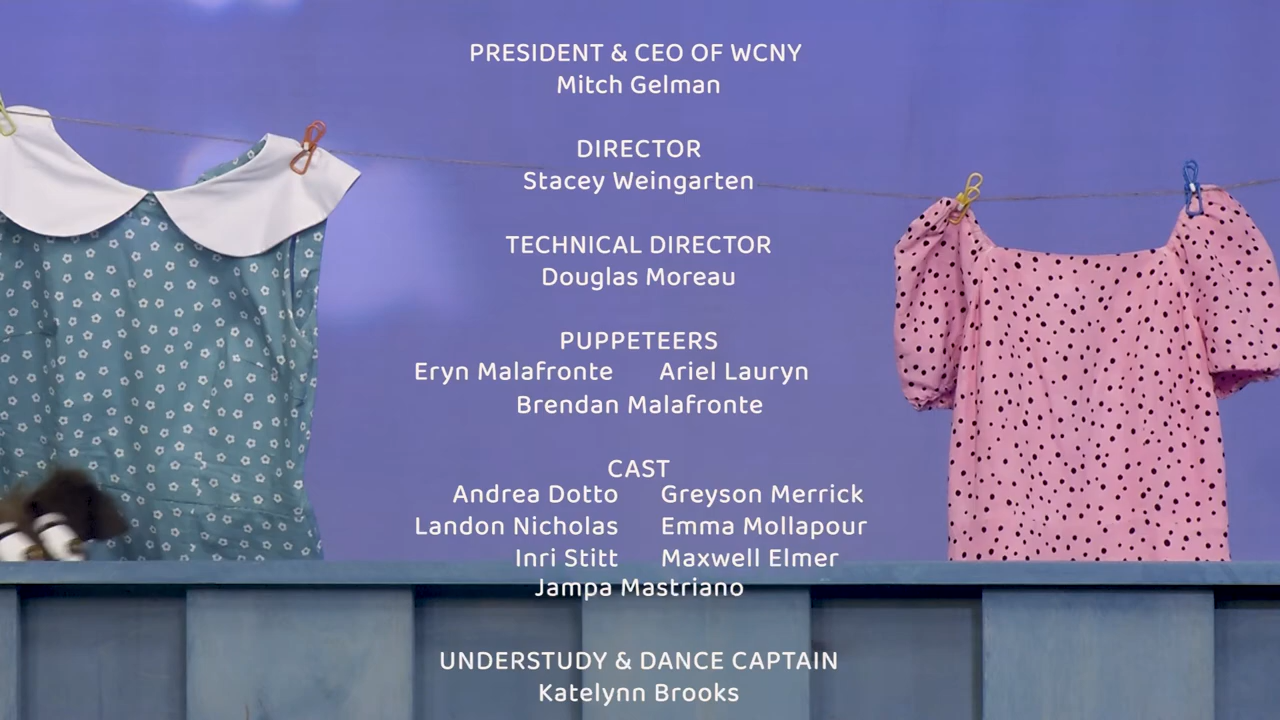 PRESIDENT & CEO OF WCNY
Mitch Gelman
DIRECTOR
Stacey Weingarten
TECHNICAL DIRECTOR
Douglas Moreau
PUPPETEERS
Eryn Malafronte Ariel Lauryn
Brendan Malafronte
CAST
Andrea Dotto Greyson Merrick
Landon Nicholas Emma Mollapour
Inri Stitt Maxwell Elmer
Jampa Mastriano
UNDERSTUDY & DANCE CAPTAIN
Katelynn Brooks